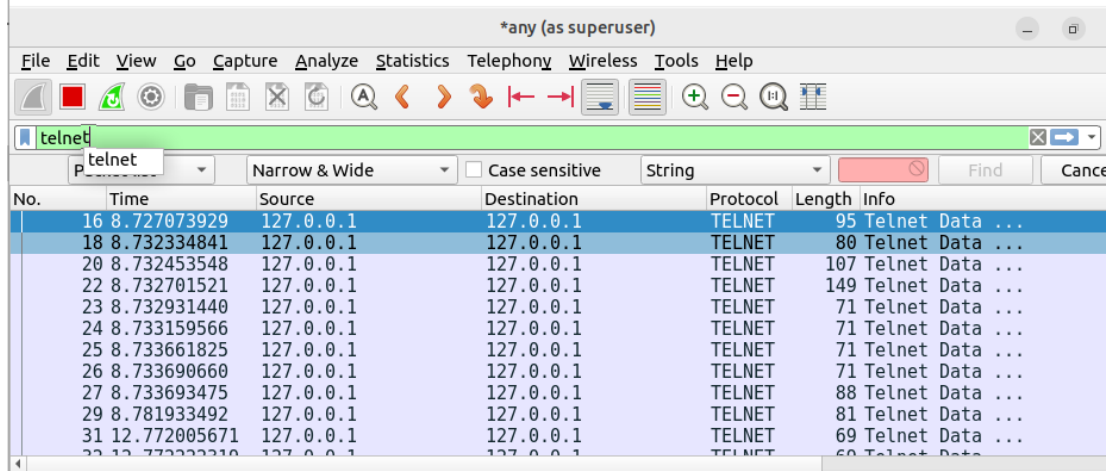 *any (as superuser)
File Edit View Go Capture Analyze Statistics Telephony Wireless Tools Help
telnet
telnet
Narrow & Wide Case sensitive String Find Cance
No. Time Source Destination Protocol Length Info
16 8.727073929 127.0.0.1 127.0.0.1 TELNET 95 Telnet Data ...
18 8.732334841 127.0.0.1 127.0.0.1 TELNET 80 Telnet Data ...
20 8.732453548 127.0.0.1 127.0.0.1 TELNET 107 Telnet Data ...
22 8.732701521 127.0.0.1 127.0.0.1 TELNET 149 Telnet Data ...
23 8.732931440 127.0.0.1 127.0.0.1 TELNET 71 Telnet Data ...
24 8.733159566 127.0.0.1 127.0.0.1 TELNET 71 Telnet Data ...
25 8.733661825 127.0.0.1 127.0.0.1 TELNET 71 Telnet Data ...
26 8.733690660 127.0.0.1 127.0.0.1 TELNET 71 Telnet Data ...
27 8.733693475 127.0.0.1 127.0.0.1 TELNET 88 Telnet Data ...
29 8.781933492 127.0.0.1 127.0.0.1 TELNET 81 Telnet Data ...
31 12.772005671 127.0.0.1 127.0.0.1 TELNET 69 Telnet Data ...